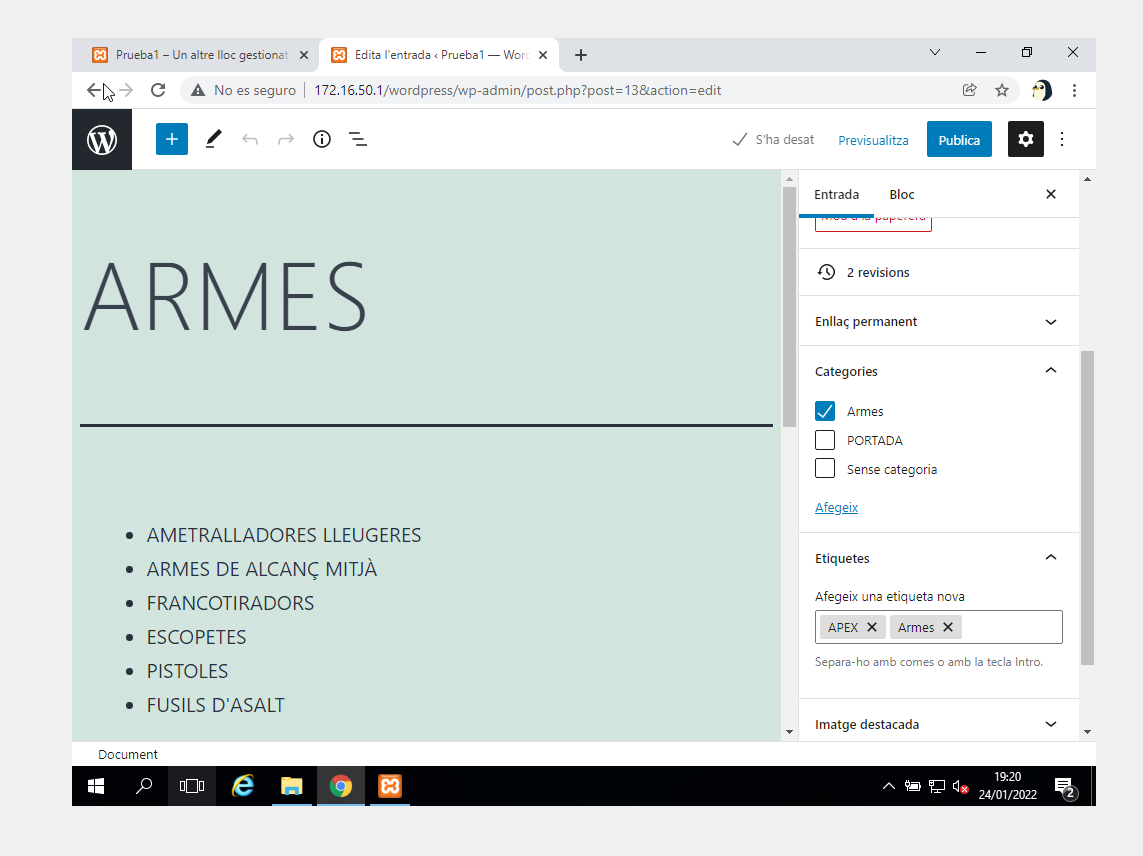 Prueba1 – Un altre lloc gestionat
Edita l'entrada ‹ Prueba1 — Word
No es seguro
172.16.50.1/wordpress/wp-admin/post.php?post=13&action=edit
S'ha desat
Previsualitza
Publica
Entrada
Bloc
Mou a la paperera
2 revisions
Enllaç permanent
Categories
Armes
PORTADA
Sense categoria
Afegeix
Etiquetes
Afegeix una etiqueta nova
APEX
Armes
Separa-ho amb comes o amb la tecla Intro.
Imatge destacada
ARMES
AMETRALLADORES LLEUGERES
ARMES DE ALCANÇ MITJÀ
FRANCOTIRADORS
ESCOPETES
PISTOLES
FUSILS D'ASALT
Document
19:20
24/01/2022
2